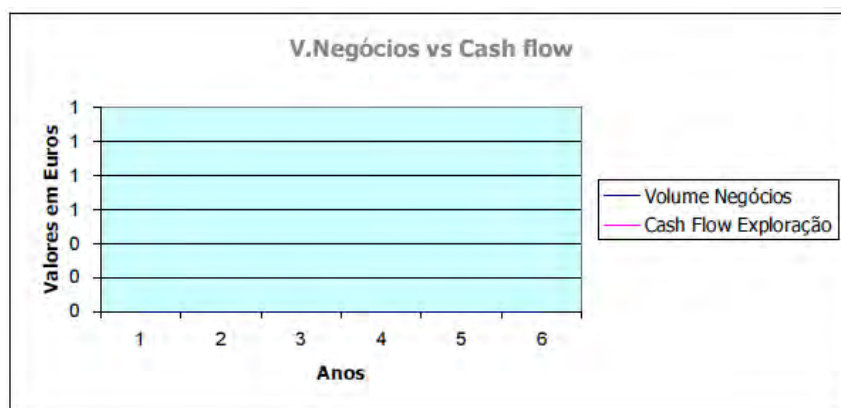 V.Negócios vs Cash flow
Valores em Euros
1
1
1
1
0
0
0
1 2 3 4 5 6
Anos
Volume Negócios
Cash Flow Exploração